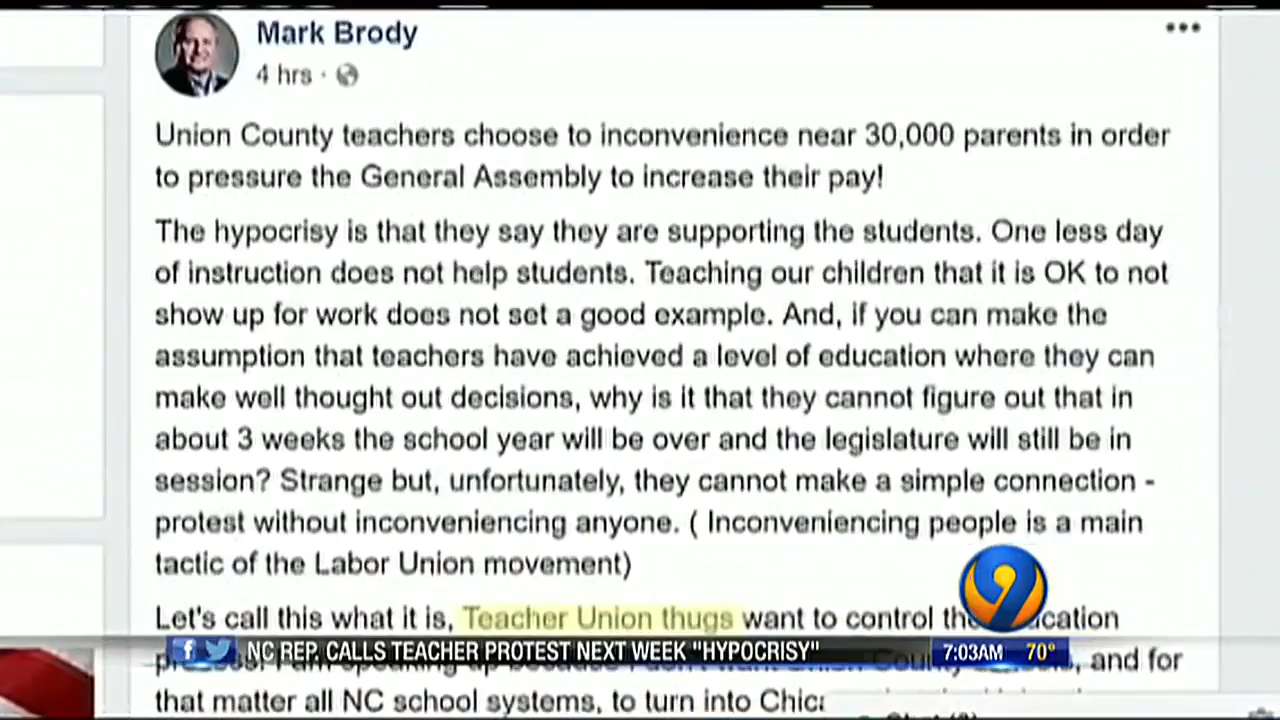 Mark Brody
4 hrs
Union County teachers choose to inconvenience near 30,000 parents in order
to pressure the General Assembly to increase their pay!
The hypocrisy is that they say they are supporting the students. One less day
of instruction does not help students. Teaching our children that it is OK to not
show up for work does not set a good example. And, if you can make the
assumption that teachers have achieved a level of education where they can
make well thought out decisions, why is it that they cannot figure out that in
about 3 weeks the school year will be over and the legislature will still be in
session? Strange but, unfortunately, they cannot make a simple connection -
protest without inconveniencing anyone. ( Inconveniencing people is a main
tactic of the Labor Union movement)
Let's call this what it is, Teacher Union thugs want to control
9
f NC REP. CALLS TEACHER PROTEST NEXT WEEK "HYPOCRISY" 7:03AM 70°
and for
that matter all NC school systems, to turn into